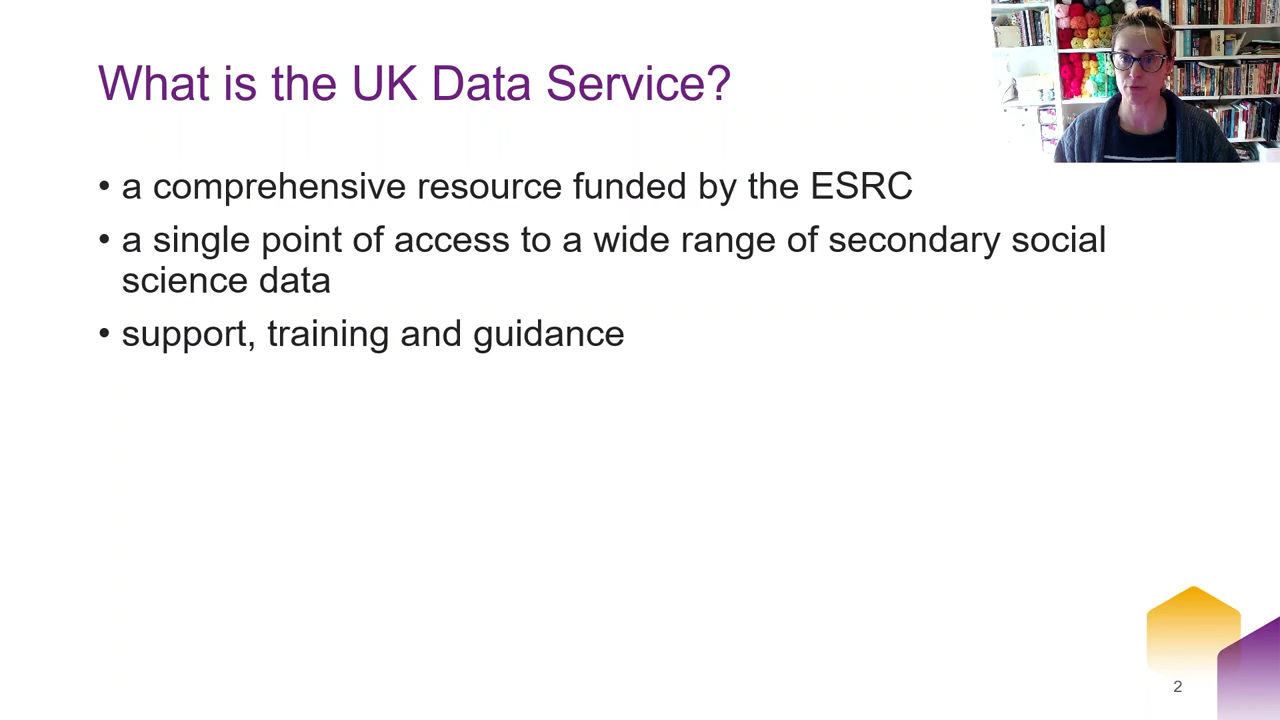 What is the UK Data Service?
• a comprehensive resource funded by the ESRC
• a single point of access to a wide range of secondary social
science data
• support, training and guidance
2